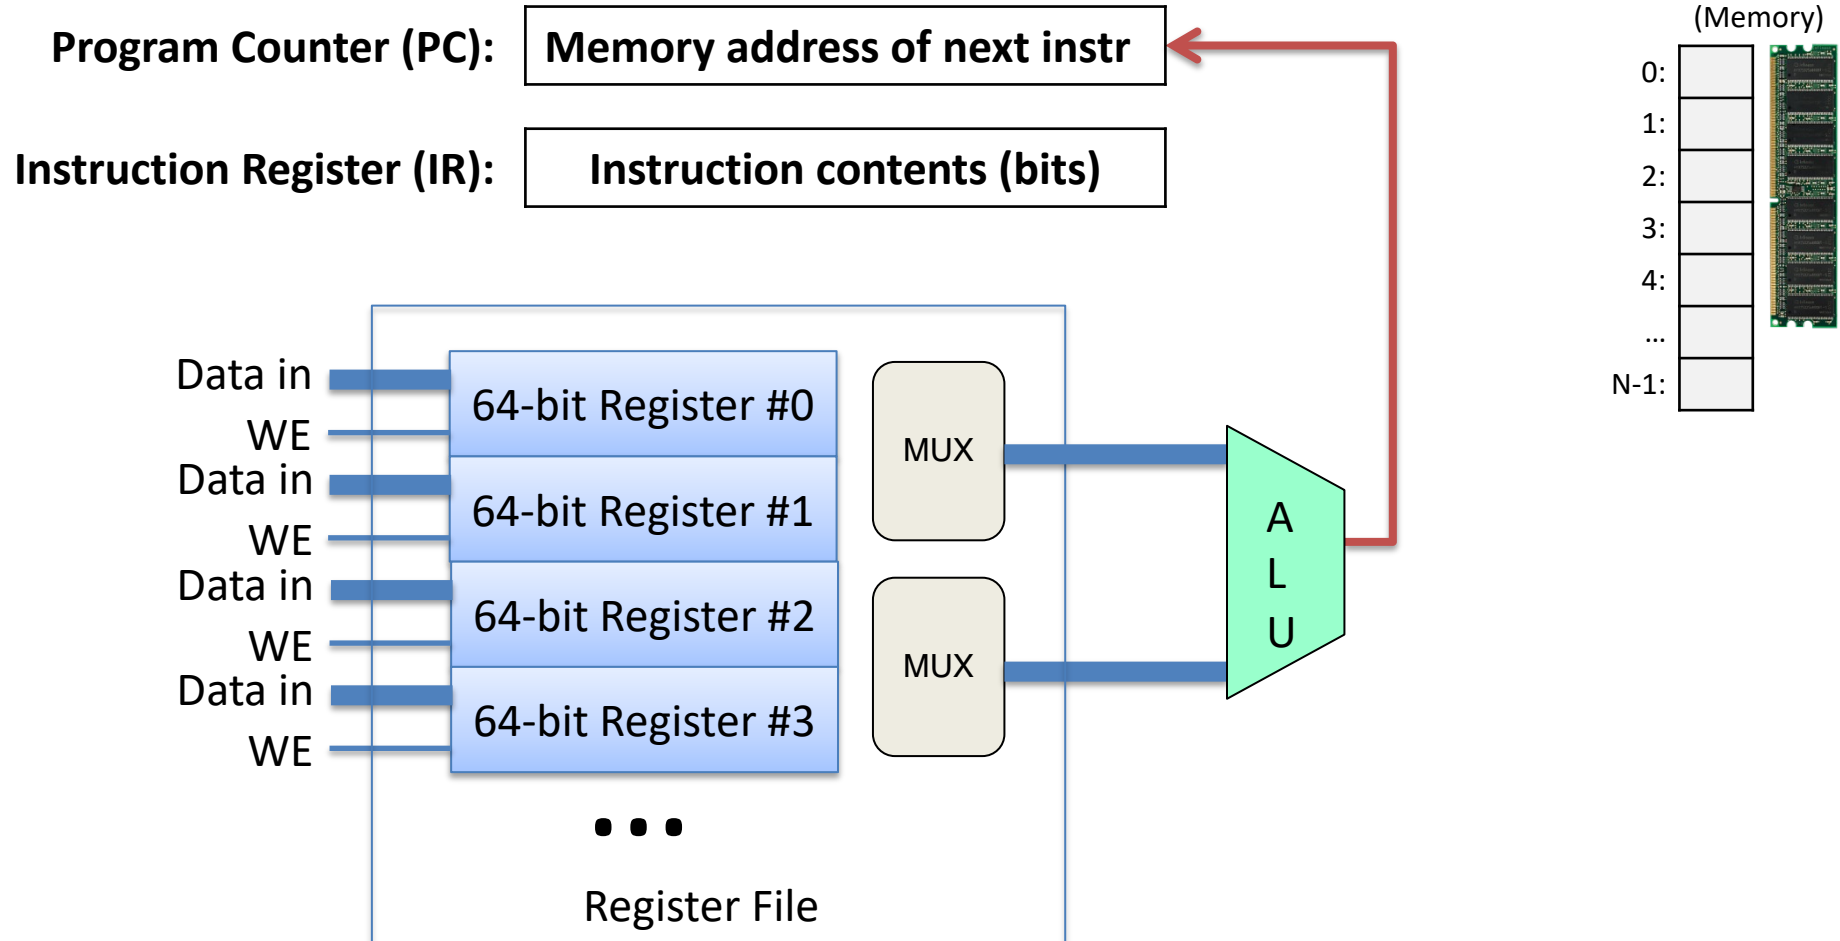 (Memory)
Program Counter (PC):
Memory address of next instr
Instruction Register (IR):
Instruction contents (bits)
0:
1:
2:
3:
4:
...
N-1:
Data in
WE
64-bit Register #0
Data in
WE
64-bit Register #1
Data in
WE
64-bit Register #2
Data in
WE
64-bit Register #3
MUX
MUX
A
L
U
...
Register File